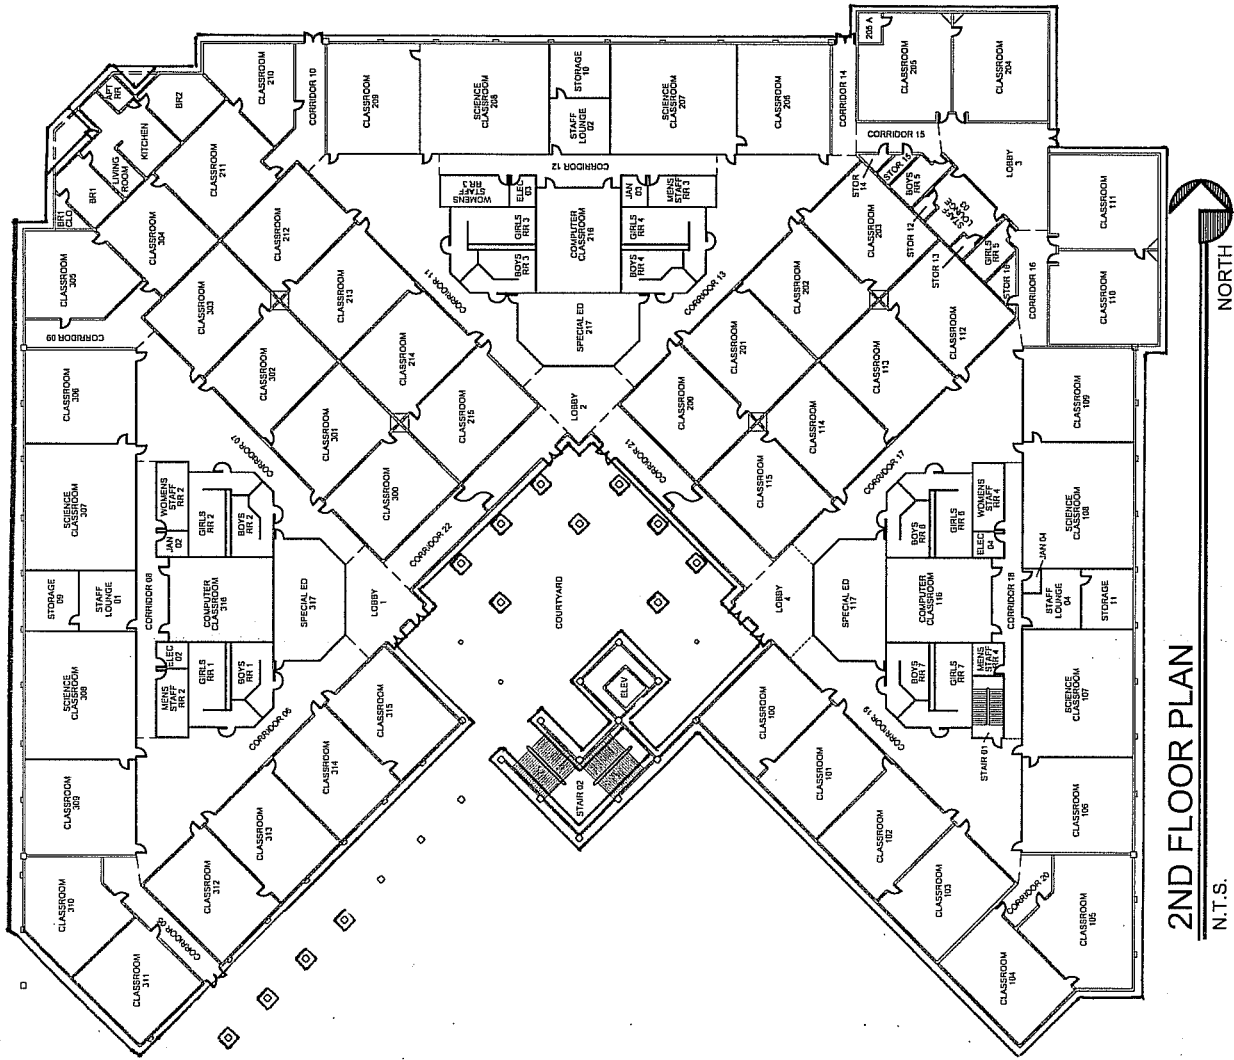 2ND FLOOR PLAN
N.T.S.
NORTH
CLASSROOM
305
CORRIDOR 09
CLASSROOM
306
SCIENCE
CLASSROOM
307
STORAGE
09
STAFF
LOUNGE
01
SCIENCE
CLASSROOM
308
CLASSROOM
309
CLASSROOM
310
CLASSROOM
311
CORRIDOR 05
CLASSROOM
312
CLASSROOM
313
CLASSROOM
314
CLASSROOM
315
CORRIDOR 06
CORRIDOR 08
WOMENS
STAFF
RR 2
JAN
02
GIRLS
RR 2
BOYS
RR 2
COMPUTER
CLASSROOM
316
ELEC
02
MENS
STAFF
RR 2
GIRLS
RR 1
BOYS
RR 1
SPECIAL ED
317
LOBBY
1
CORRIDOR 07
CLASSROOM
304
CLASSROOM
303
CLASSROOM
302
CLASSROOM
301
CLASSROOM
300
CORRIDOR 22
BR1
CLO
BR1
LIVING
ROOM
KITCHEN
APT
RR
BR2
CLASSROOM
210
CLASSROOM
211
CLASSROOM
212
CLASSROOM
213
CLASSROOM
214
CLASSROOM
215
CORRIDOR 10
CORRIDOR 11
CLASSROOM
209
SCIENCE
CLASSROOM
208
STORAGE
10
STAFF
LOUNGE
02
SCIENCE
CLASSROOM
207
CLASSROOM
206
CORRIDOR 12
WOMENS
STAFF
RR 3
ELEC
03
GIRLS
RR 3
BOYS
RR 3
COMPUTER
CLASSROOM
216
JAN
03
MENS
STAFF
RR 3
GIRLS
RR 4
BOYS
RR 4
SPECIAL ED
217
LOBBY
2
CORRIDOR 13
CORRIDOR 14
205 A
CLASSROOM
205
CLASSROOM
204
CORRIDOR 15
LOBBY
3
STOR
14
STOR 15
BOYS
RR 5
STOR 12
STAFF
LOUNGE
03
STOR 13
GIRLS
RR 5
STOR 16
CORRIDOR 16
CLASSROOM
111
CLASSROOM
110
CLASSROOM
203
CLASSROOM
202
CLASSROOM
201
CLASSROOM
200
CORRIDOR 21
CLASSROOM
112
CLASSROOM
113
CLASSROOM
114
CLASSROOM
115
CORRIDOR 17
CLASSROOM
109
SCIENCE
CLASSROOM
108
JAN 04
STAFF
LOUNGE
04
STORAGE
11
SCIENCE
CLASSROOM
107
CLASSROOM
106
CORRIDOR 18
BOYS
RR 6
GIRLS
RR 6
WOMENS
STAFF
RR 4
ELEC
04
COMPUTER
CLASSROOM
116
BOYS
RR 7
GIRLS
RR 7
MENS
STAFF
RR 4
STAIR 01
SPECIAL ED
117
LOBBY
4
CORRIDOR 19
CLASSROOM
100
CLASSROOM
101
CLASSROOM
102
CLASSROOM
103
CORRIDOR 20
CLASSROOM
104
CLASSROOM
105
COURTYARD
ELEV
STAIR 02